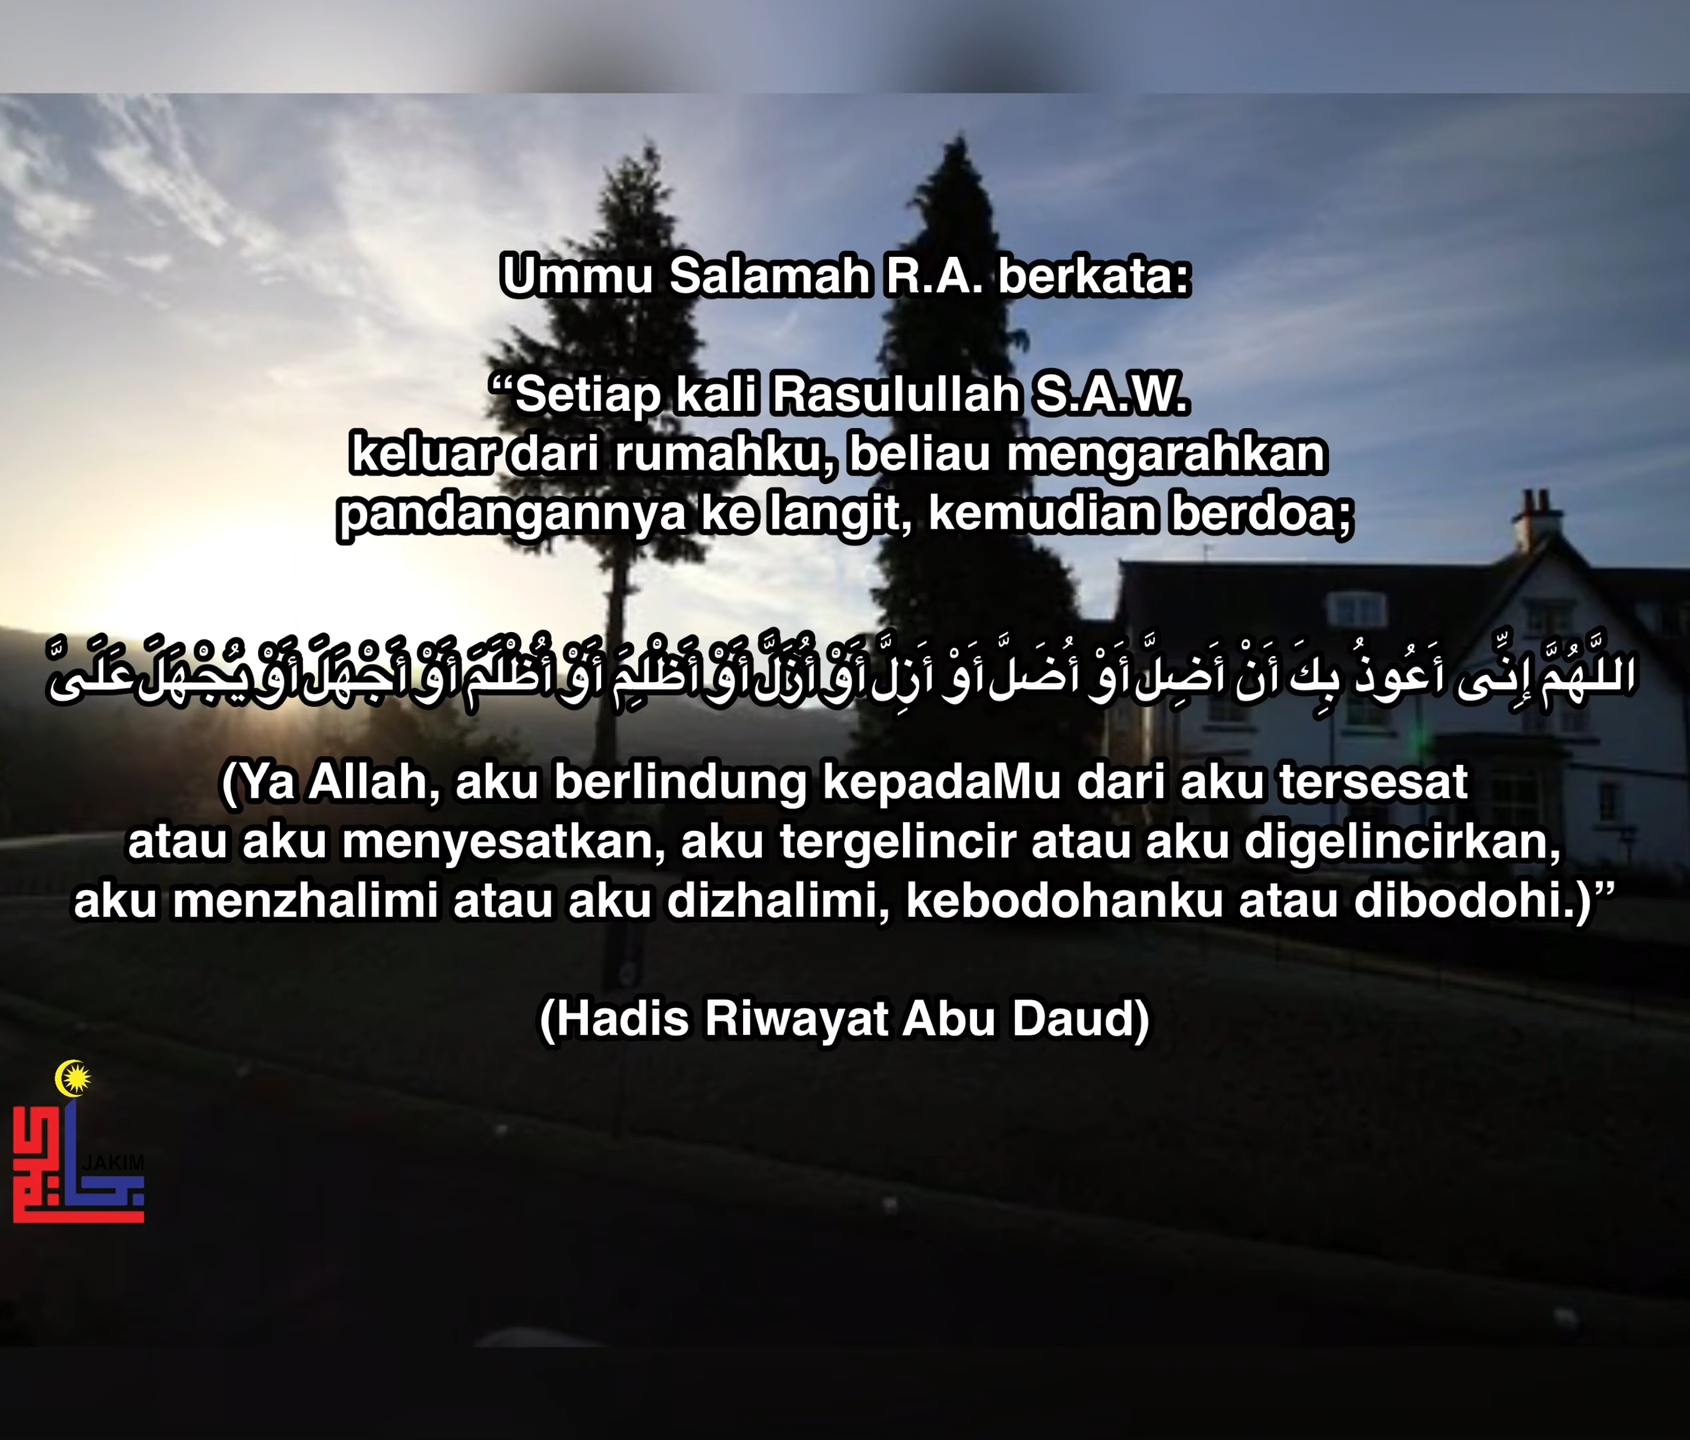 Ummu Salamah R.A. berkata:
“Setiap kali Rasulullah S.A.W.
keluar dari rumahku, beliau mengarahkan
pandangannya ke langit, kemudian berdoa;
اللَّهُمَّ إِنِّى أَعُوذُ بِكَ أَنْ أَضِلَّ أَوْ أُضَلَّ أَوْ أَزِلَّ أَوْ أُزَلَّ أَوْ أَظْلِمَ أَوْ أُظْلَمَ أَوْ أَجْهَلَ أَوْ يُجْهَلَ عَلَىَّ
(Ya Allah, aku berlindung kepadaMu dari aku tersesat
atau aku menyesatkan, aku tergelincir atau aku digelincirkan,
aku menzhalimi atau aku dizhalimi, kebodohanku atau dibodohi.)”
(Hadis Riwayat Abu Daud)
JAKIM